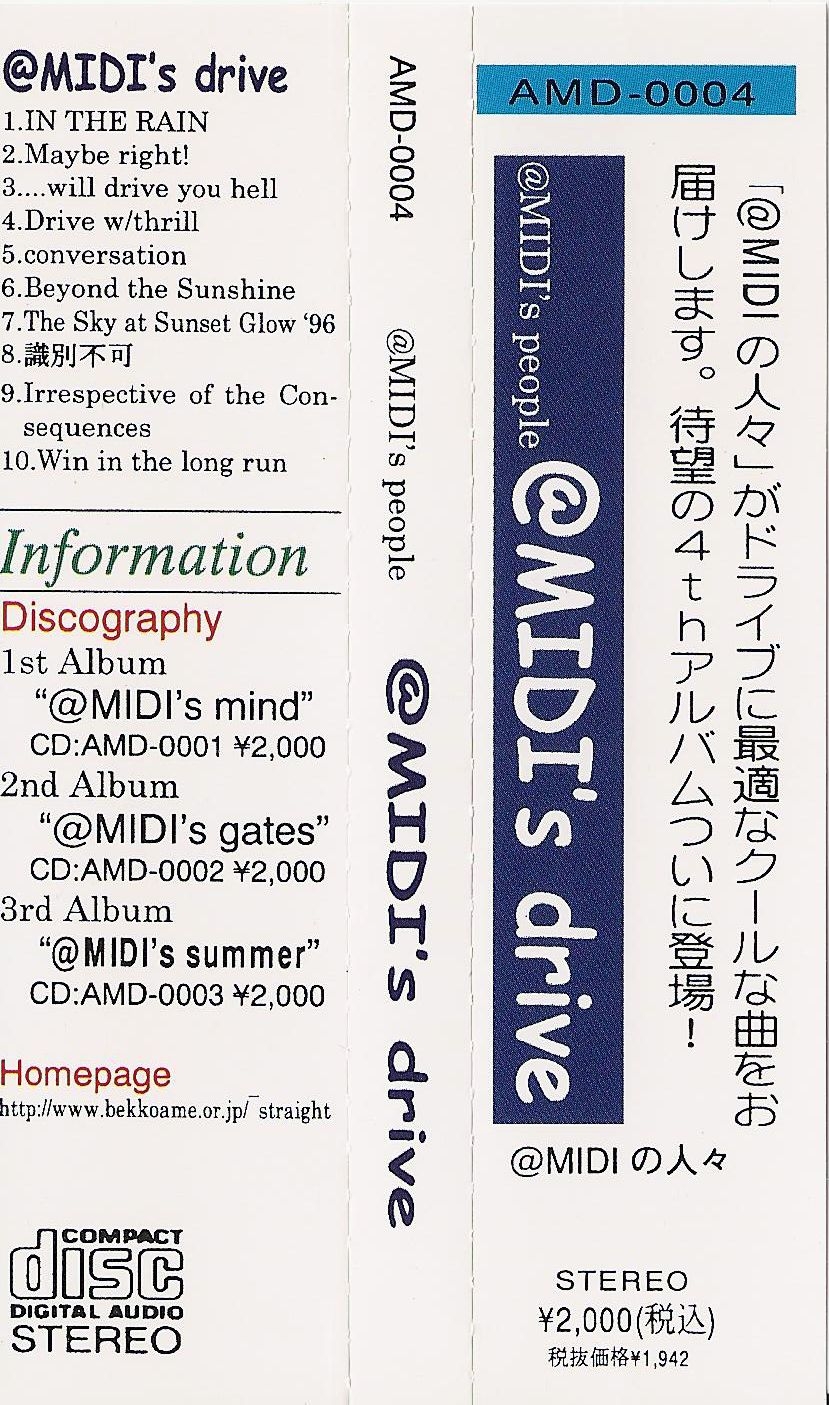 @MIDI's drive
1.IN THE RAIN
2.Maybe right!
3....will drive you hell
4.Drive w/thrill
5.conversation
6.Beyond the Sunshine
7.The Sky at Sunset Glow '96
8.識別不可
9.Irrespective of the Con-
sequences
10.Win in the long run
Information
Discography
1st Album
"@MIDI's mind"
CD:AMD-0001 ¥2,000
2nd Album
"@MIDI's gates"
CD:AMD-0002 ¥2,000
3rd Album
"@MIDI's summer"
CD:AMD-0003 ¥2,000
Homepage
http://www.bekkoame.or.jp/‾straight
COMPACT
disc
DIGITAL AUDIO
STEREO
AMD-0004 @MIDI's people @MIDI's drive
AMD-0004
「@MIDI の人々」がドライブに最適なクールな曲をお
届けします。待望の4thアルバムついに登場！
@MIDI's people @MIDI's drive
@MIDI の人々
STEREO
¥2,000(税込)
税抜価格¥1,942